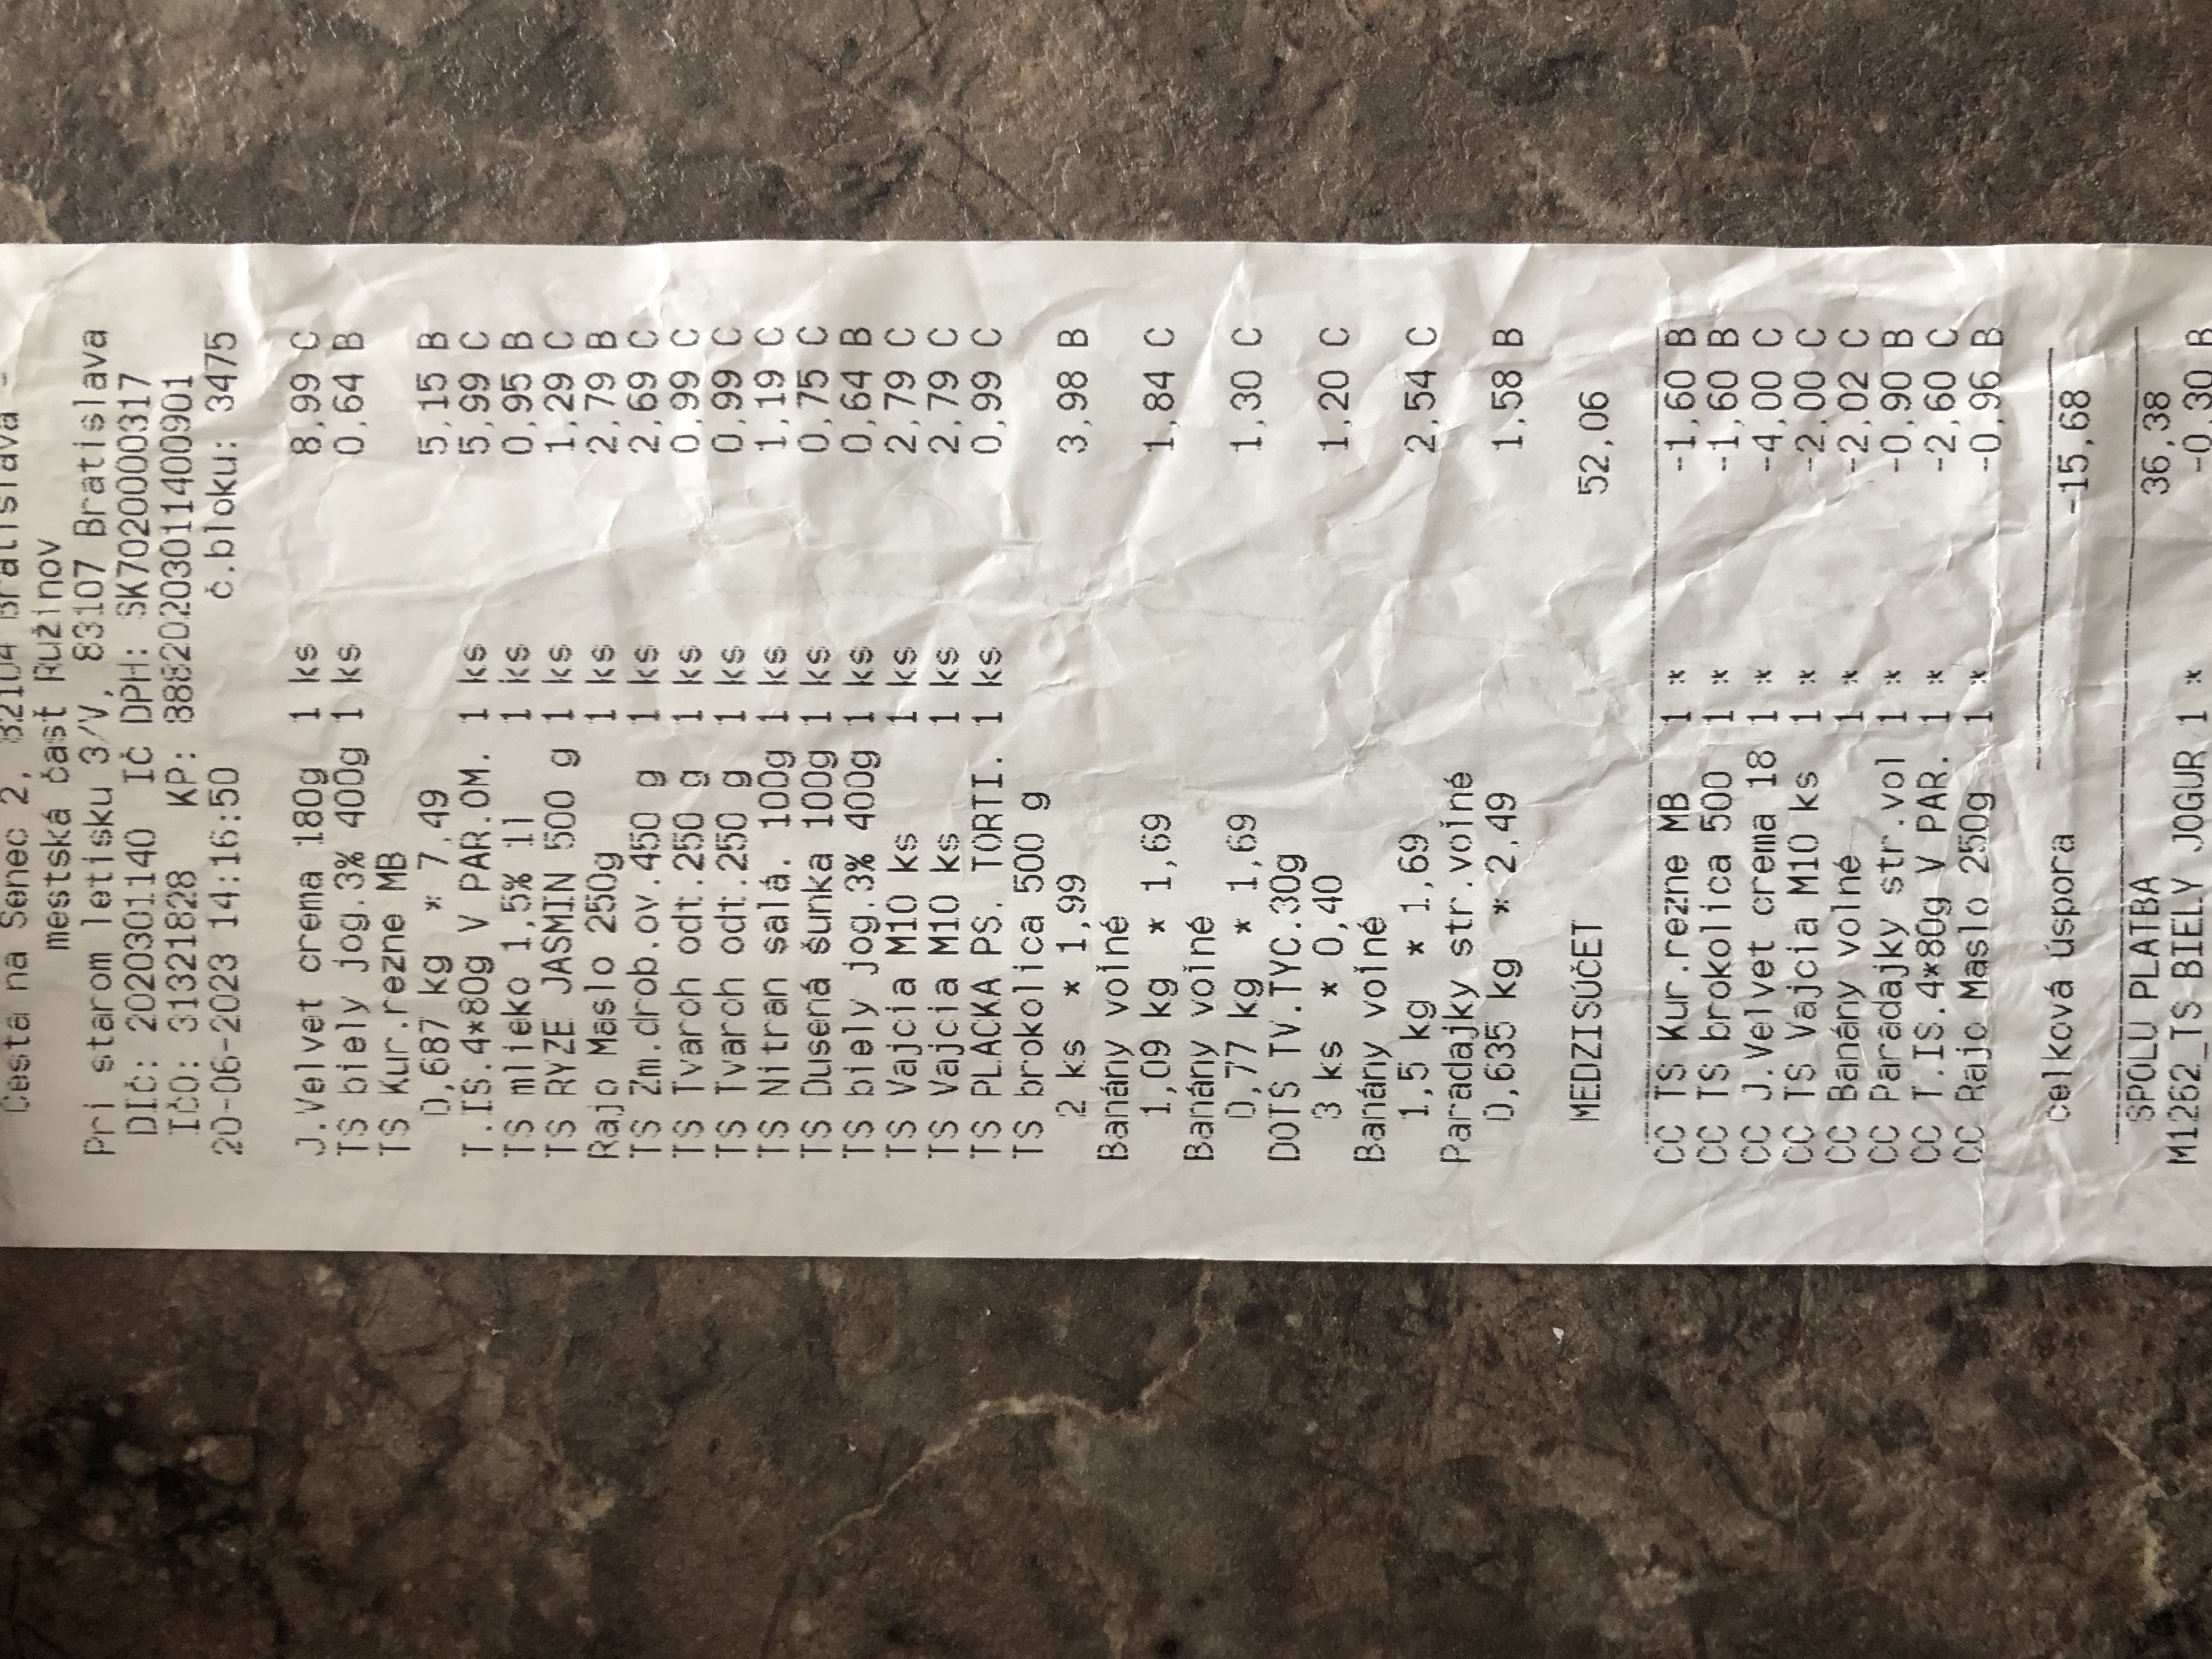 Cesta na Senec 2, 82104 Bratislava -
mestská časť Ružinov
Pri starom letisku 3/V, 83107 Bratislava
DIČ: 2020301140 IČ DPH: SK7020000317
IČO: 31321828 KP: 88820203011400901
20-06-2023 14:16:50 č.bloku: 3475
J.Velvet crema 180g 1 ks 8,99 C
TS biely jog.3% 400g 1 ks 0,64 B
TS Kur.rezne MB
0,687 kg * 7,49 5,15 B
T.IS.4*80g V PAR.OM. 1 ks 5,99 C
TS mlieko 1,5% 1l 1 ks 0,95 B
TS RYZE JASMIN 500 g 1 ks 1,29 C
Rajo Maslo 250g 1 ks 2,79 B
TS Zm.drob.ov.450 g 1 ks 2,69 C
TS Tvaroh odt.250 g 1 ks 0,99 C
TS Tvaroh odt.250 g 1 ks 0,99 C
TS Nitran salá. 100g 1 ks 1,19 C
TS Dusená šunka 100g 1 ks 0,75 C
TS biely jog.3% 400g 1 ks 0,64 B
TS Vajcia M10 ks 1 ks 2,79 C
TS Vajcia M10 ks 1 ks 2,79 C
TS PLACKA PS. TORTI. 1 ks 0,99 C
TS brokolica 500 g
2 ks * 1,99 3,98 B
Banány voľné
1,09 kg * 1,69 1,84 C
Banány voľné
0,77 kg * 1,69 1,30 C
DOTS TV.TYC.30g
3 ks * 0,40 1,20 C
Banány voľné
1,5 kg * 1,69 2,54 C
Paradajky str.voľné
0,635 kg * 2,49 1,58 B
MEDZISÚČET 52,06
CC TS Kur.rezne MB 1 * -1,60 B
CC TS brokolica 500 1 * -1,60 B
CC J.Velvet crema 18 1 * -4,00 C
CC TS Vajcia M10 ks 1 * -2,00 C
CC Banány volné 1 * -2,02 C
CC Paradajky str.vol 1 * -0,90 B
CC T.IS.4*80g V PAR. 1 * -2,60 C
CC Rajo Maslo 250g 1 * -0,96 B
celková úspora -15,68
SPOLU PLATBA 36,38
M1262_TS BIELY JOGUR 1 * -0,30 B